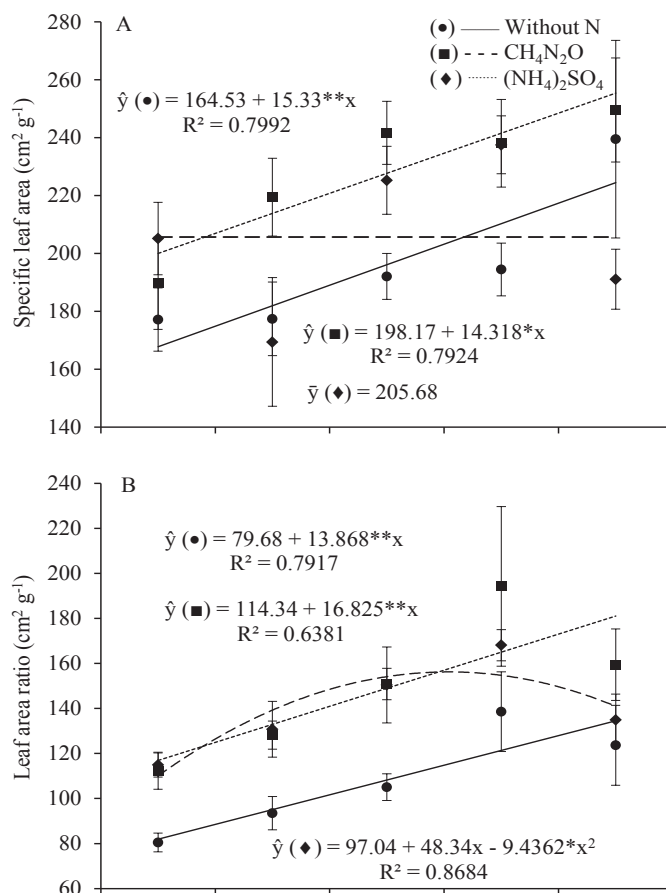 A
(●) Without N
(■) CH4N2O
(♦) (NH4)2SO4
ŷ (●) = 164.53 + 15.33**x
R² = 0.7992
ŷ (■) = 198.17 + 14.318*x
R² = 0.7924
ȳ (♦) = 205.68
Specific leaf area (cm² g⁻¹)
280
260
240
220
200
180
160
140
B
ŷ (●) = 79.68 + 13.868**x
R² = 0.7917
ŷ (■) = 114.34 + 16.825**x
R² = 0.6381
ŷ (♦) = 97.04 + 48.34x - 9.4362*x²
R² = 0.8684
Leaf area ratio (cm² g⁻¹)
240
220
200
180
160
140
120
100
80
60